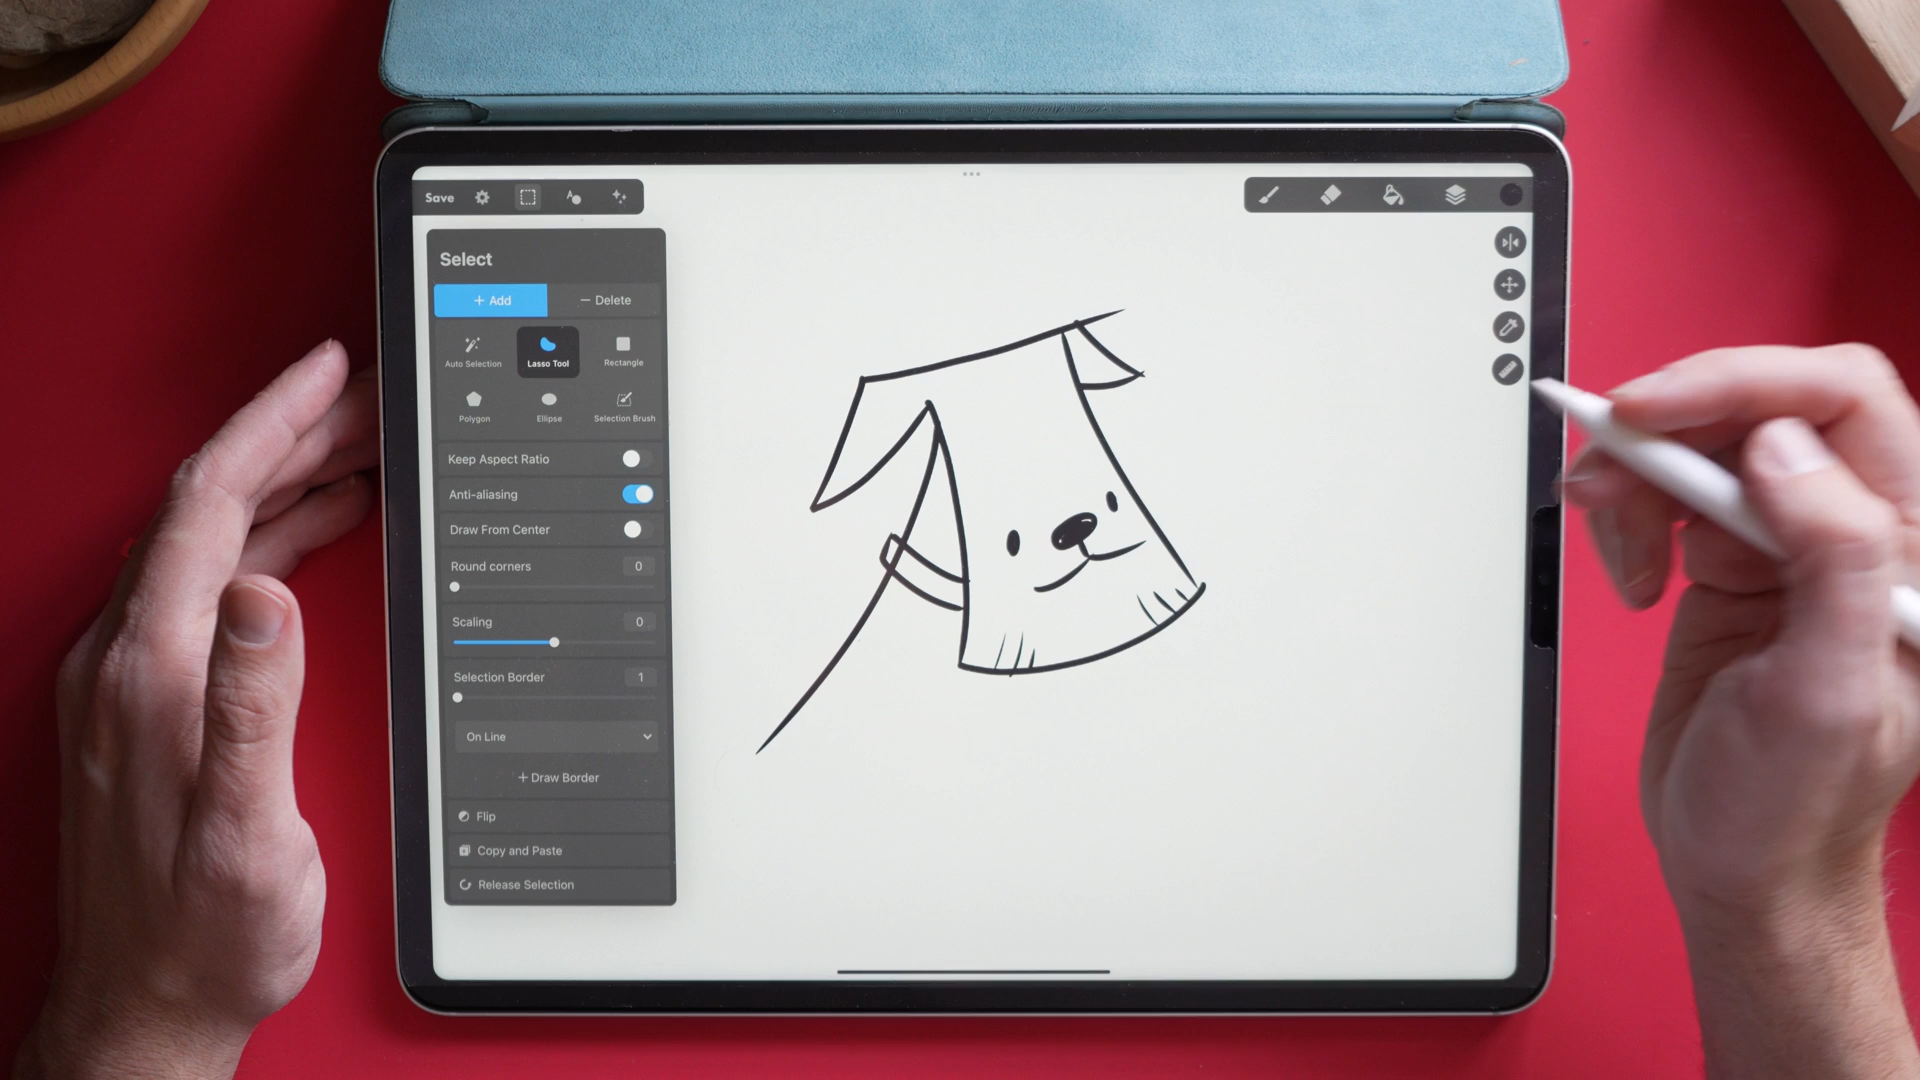 Save
Select
+ Add
− Delete
Auto Selection
Lasso Tool
Rectangle
Polygon
Ellipse
Selection Brush
Keep Aspect Ratio
Anti-aliasing
Draw From Center
Round corners 0
Scaling 0
Selection Border 1
On Line
+ Draw Border
Flip
Copy and Paste
Release Selection